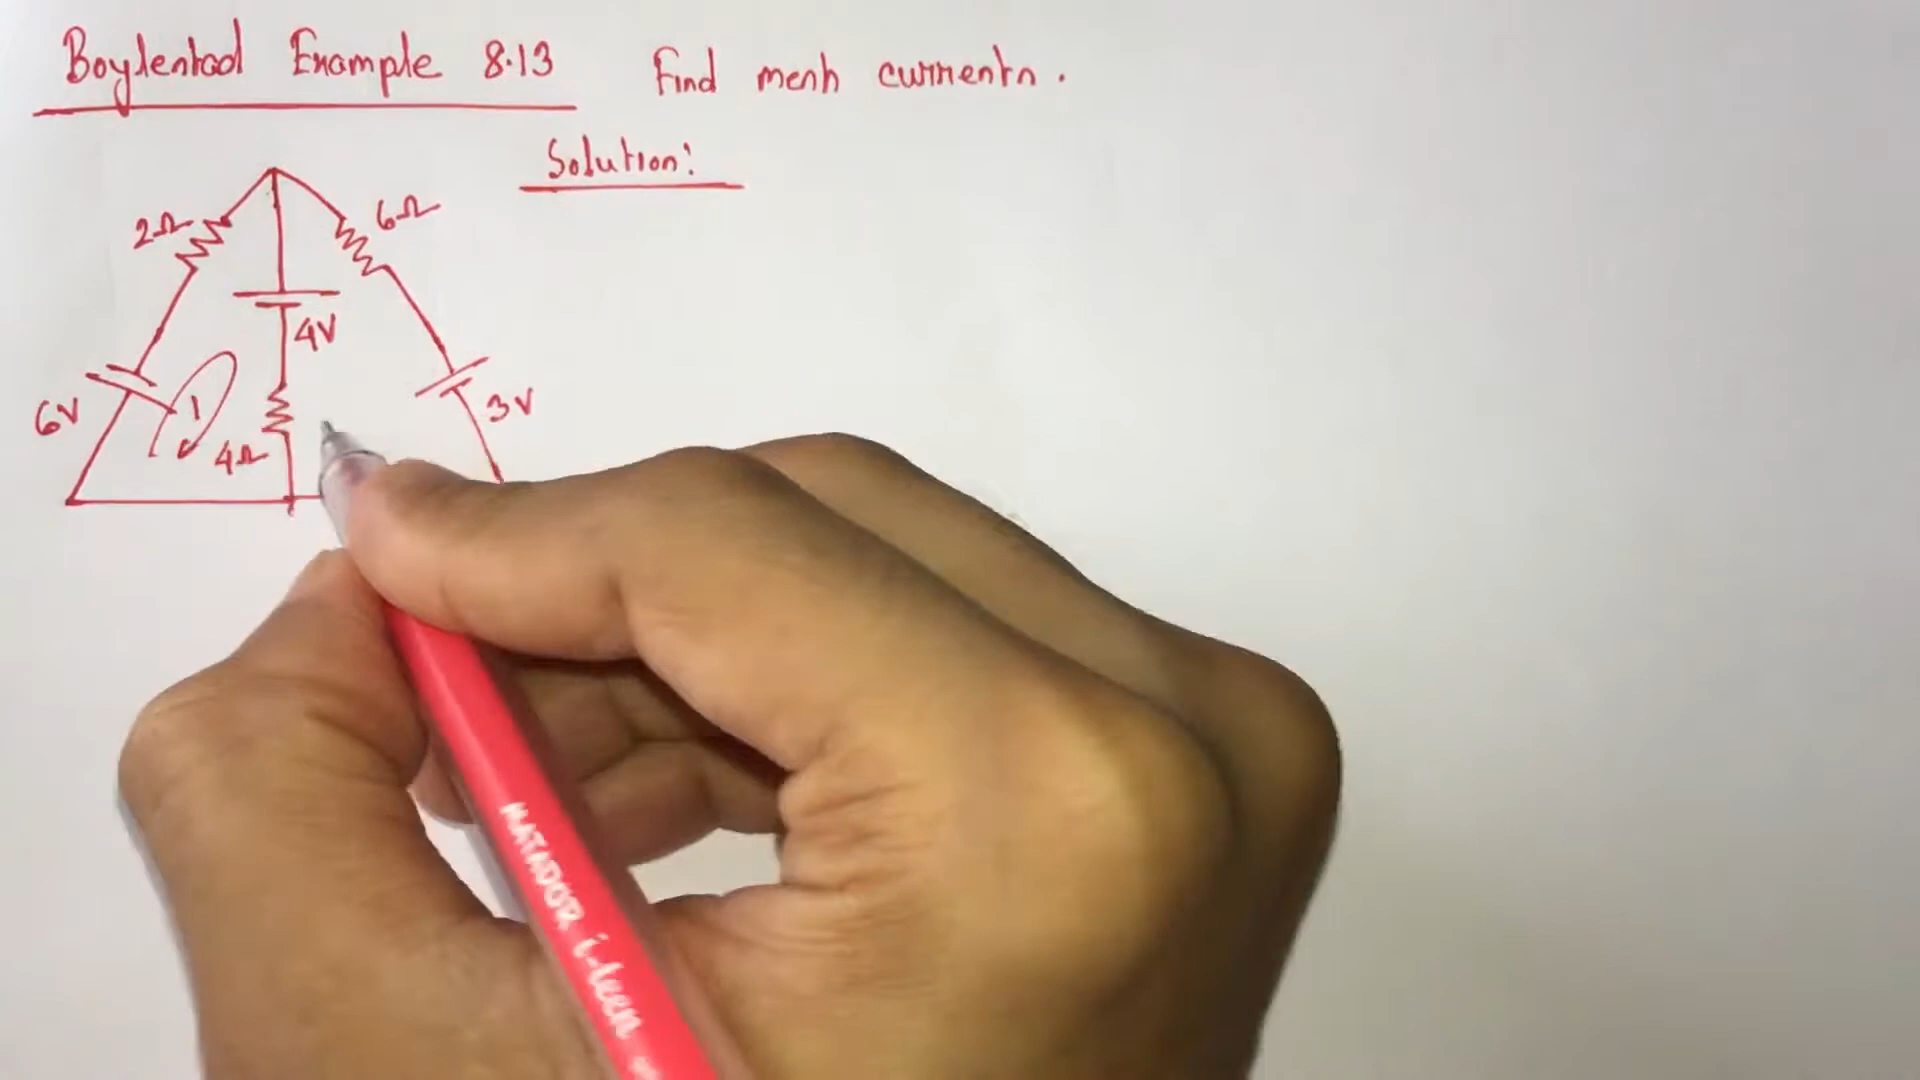 Boylestad Example 8.13 Find mesh currents.
Solution:
2Ω 6Ω
4V
6V 1 3V
4Ω
MATADOR i-teen